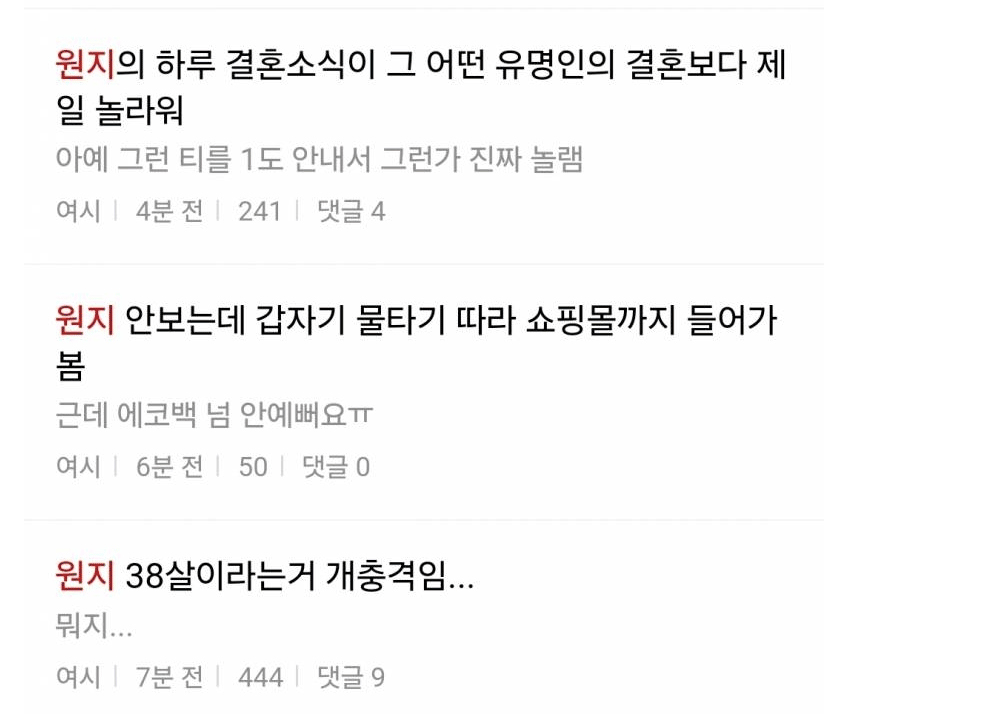 원지의 하루 결혼소식이 그 어떤 유명인의 결혼보다 제
일 놀라워
아예 그런 티를 1도 안내서 그런가 진짜 놀램
여시 | 4분 전 | 241 | 댓글 4
원지 안보는데 갑자기 물타기 따라 쇼핑몰까지 들어가
봄
근데 에코백 넘 안예뻐요ㅠ
여시 | 6분 전 | 50 | 댓글 0
원지 38살이라는거 개충격임...
뭐지...
여시 | 7분 전 | 444 | 댓글 9